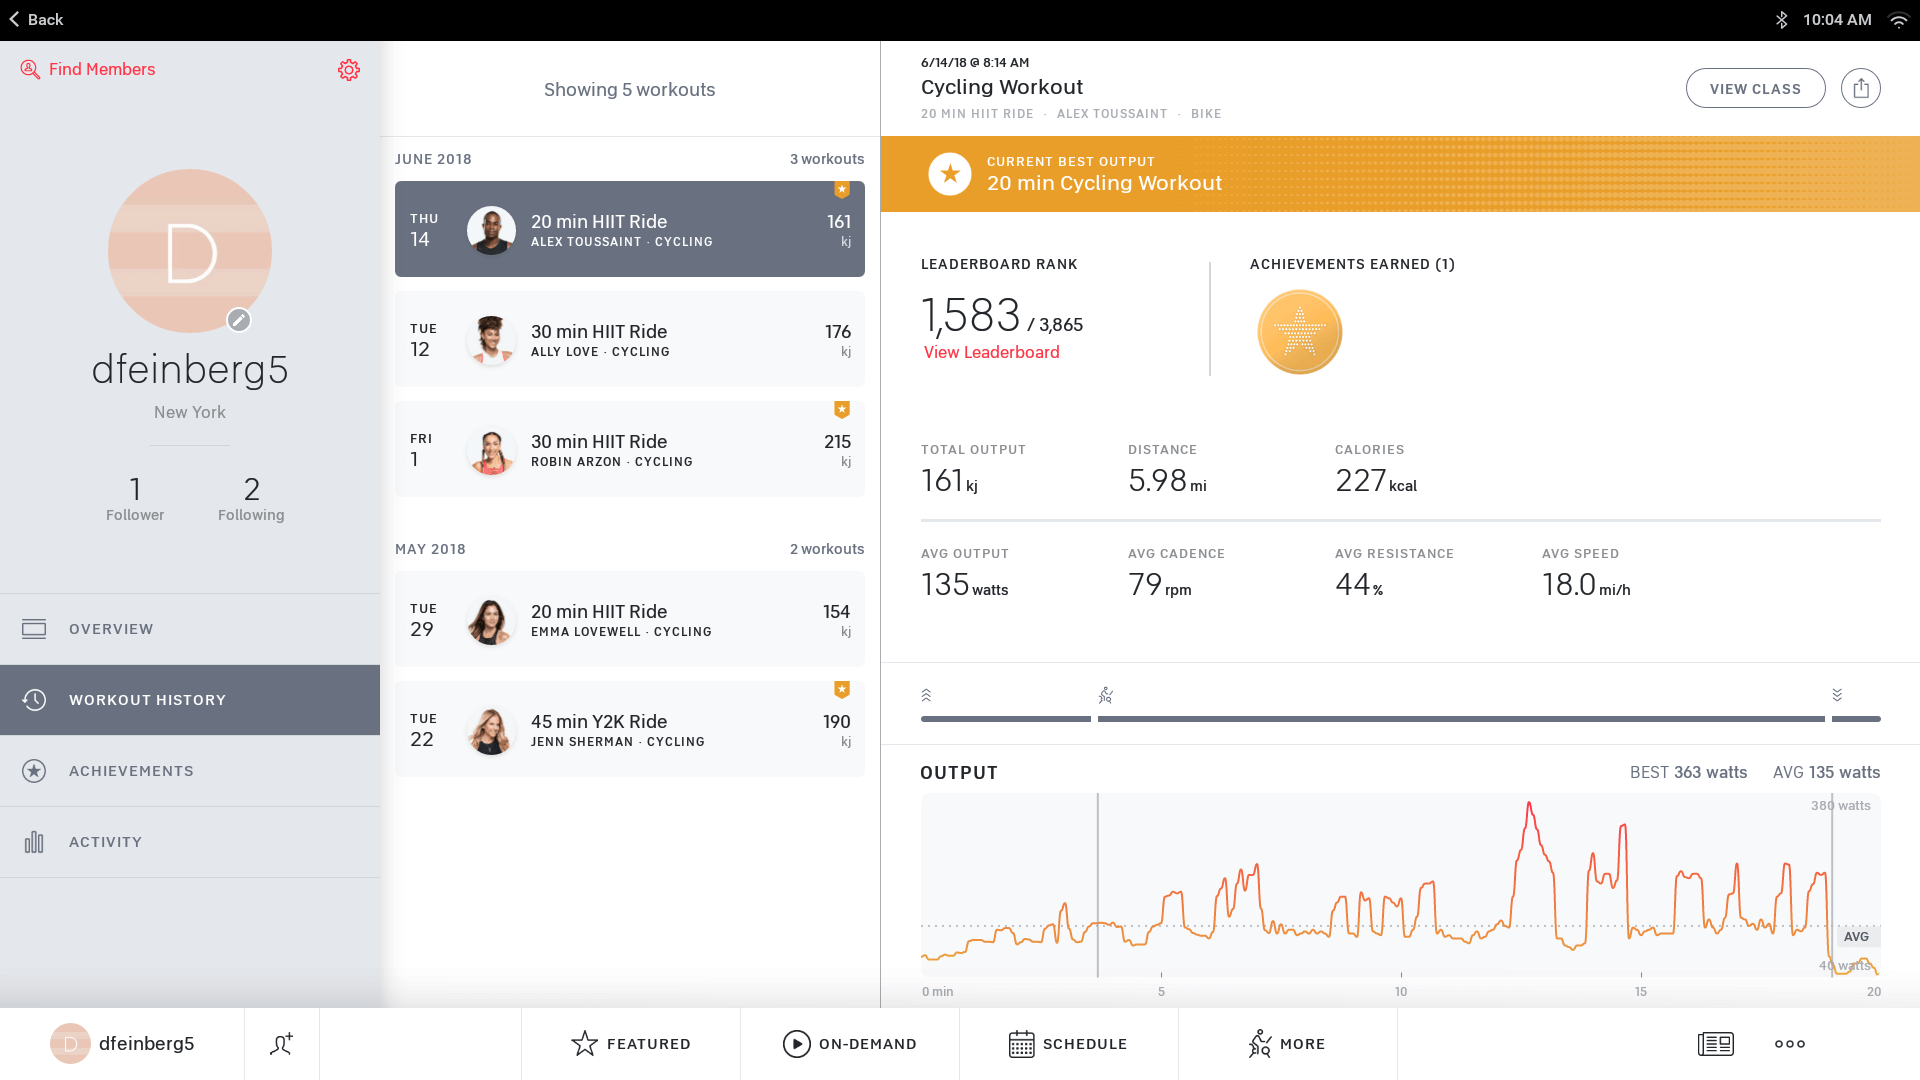 Back
10:04 AM
Find Members
D
dfeinberg5
New York
1
Follower
2
Following
OVERVIEW
WORKOUT HISTORY
ACHIEVEMENTS
ACTIVITY
Showing 5 workouts
JUNE 2018 3 workouts
THU
14
20 min HIIT Ride
ALEX TOUSSAINT · CYCLING
161
kj
TUE
12
30 min HIIT Ride
ALLY LOVE · CYCLING
176
kj
FRI
1
30 min HIIT Ride
ROBIN ARZON · CYCLING
215
kj
MAY 2018 2 workouts
TUE
29
20 min HIIT Ride
EMMA LOVEWELL · CYCLING
154
kj
TUE
22
45 min Y2K Ride
JENN SHERMAN · CYCLING
190
kj
6/14/18 @ 8:14 AM
Cycling Workout
20 MIN HIIT RIDE · ALEX TOUSSAINT · BIKE
VIEW CLASS
CURRENT BEST OUTPUT
20 min Cycling Workout
LEADERBOARD RANK
1,583 / 3,865
View Leaderboard
ACHIEVEMENTS EARNED (1)
TOTAL OUTPUT
161 kj
DISTANCE
5.98 mi
CALORIES
227 kcal
AVG OUTPUT
135 watts
AVG CADENCE
79 rpm
AVG RESISTANCE
44 %
AVG SPEED
18.0 mi/h
OUTPUT
BEST 363 watts AVG 135 watts
380 watts
AVG
40 watts
0 min 5 10 15 20
D
dfeinberg5
FEATURED
ON-DEMAND
SCHEDULE
MORE